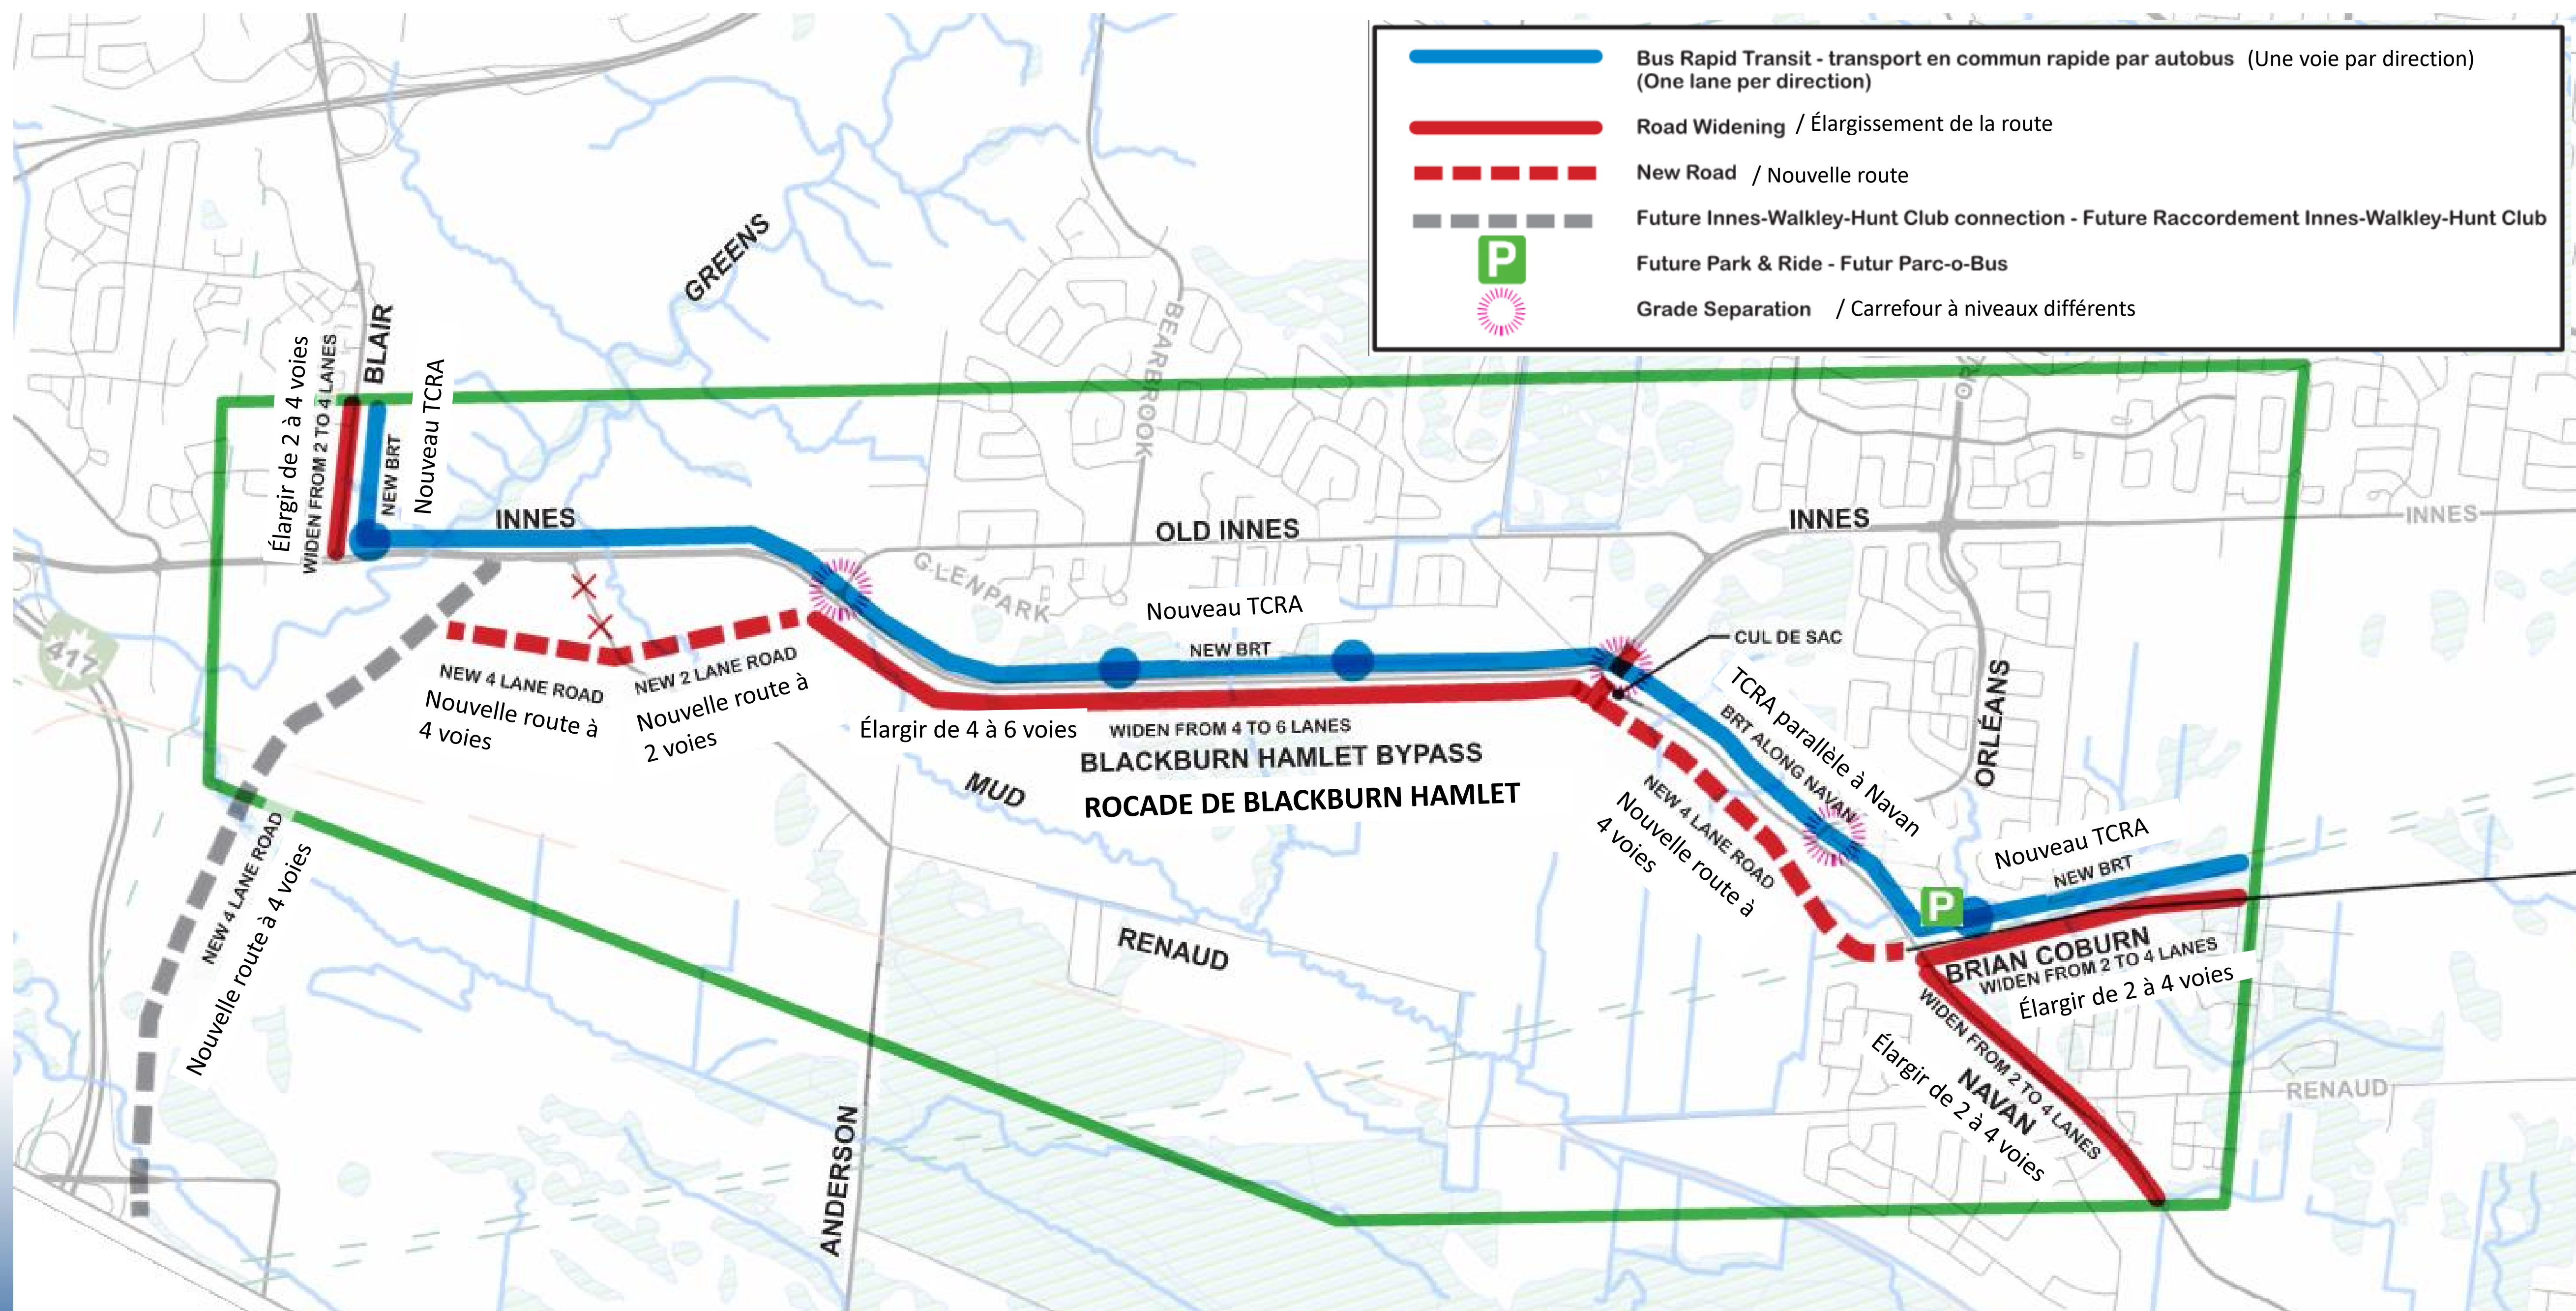 Bus Rapid Transit - transport en commun rapide par autobus (Une voie par direction)
(One lane per direction)
Road Widening / Élargissement de la route
New Road / Nouvelle route
Future Innes-Walkley-Hunt Club connection - Future Raccordement Innes-Walkley-Hunt Club
P
Future Park & Ride - Futur Parc-o-Bus
Grade Separation / Carrefour à niveaux différents
GREENS
BEARBROOK
BLAIR
Élargir de 2 à 4 voies
WIDEN FROM 2 TO 4 LANES
NEW BRT
Nouveau TCRA
INNES
OLD INNES
INNES
INNES
GLENPARK
417
Nouveau TCRA
NEW BRT
CUL DE SAC
NEW 4 LANE ROAD
Nouvelle route à
4 voies
NEW 2 LANE ROAD
Nouvelle route à
2 voies
Élargir de 4 à 6 voies
WIDEN FROM 4 TO 6 LANES
BLACKBURN HAMLET BYPASS
ROCADE DE BLACKBURN HAMLET
MUD
TCRA parallèle à Navan
BRT ALONG NAVAN
ORLÉANS
NEW 4 LANE ROAD
Nouvelle route à
4 voies
NEW 4 LANE ROAD
Nouvelle route à 4 voies
Nouveau TCRA
NEW BRT
P
RENAUD
BRIAN COBURN
WIDEN FROM 2 TO 4 LANES
Élargir de 2 à 4 voies
WIDEN FROM 2 TO 4 LANES
NAVAN
Élargir de 2 à 4 voies
RENAUD
ANDERSON